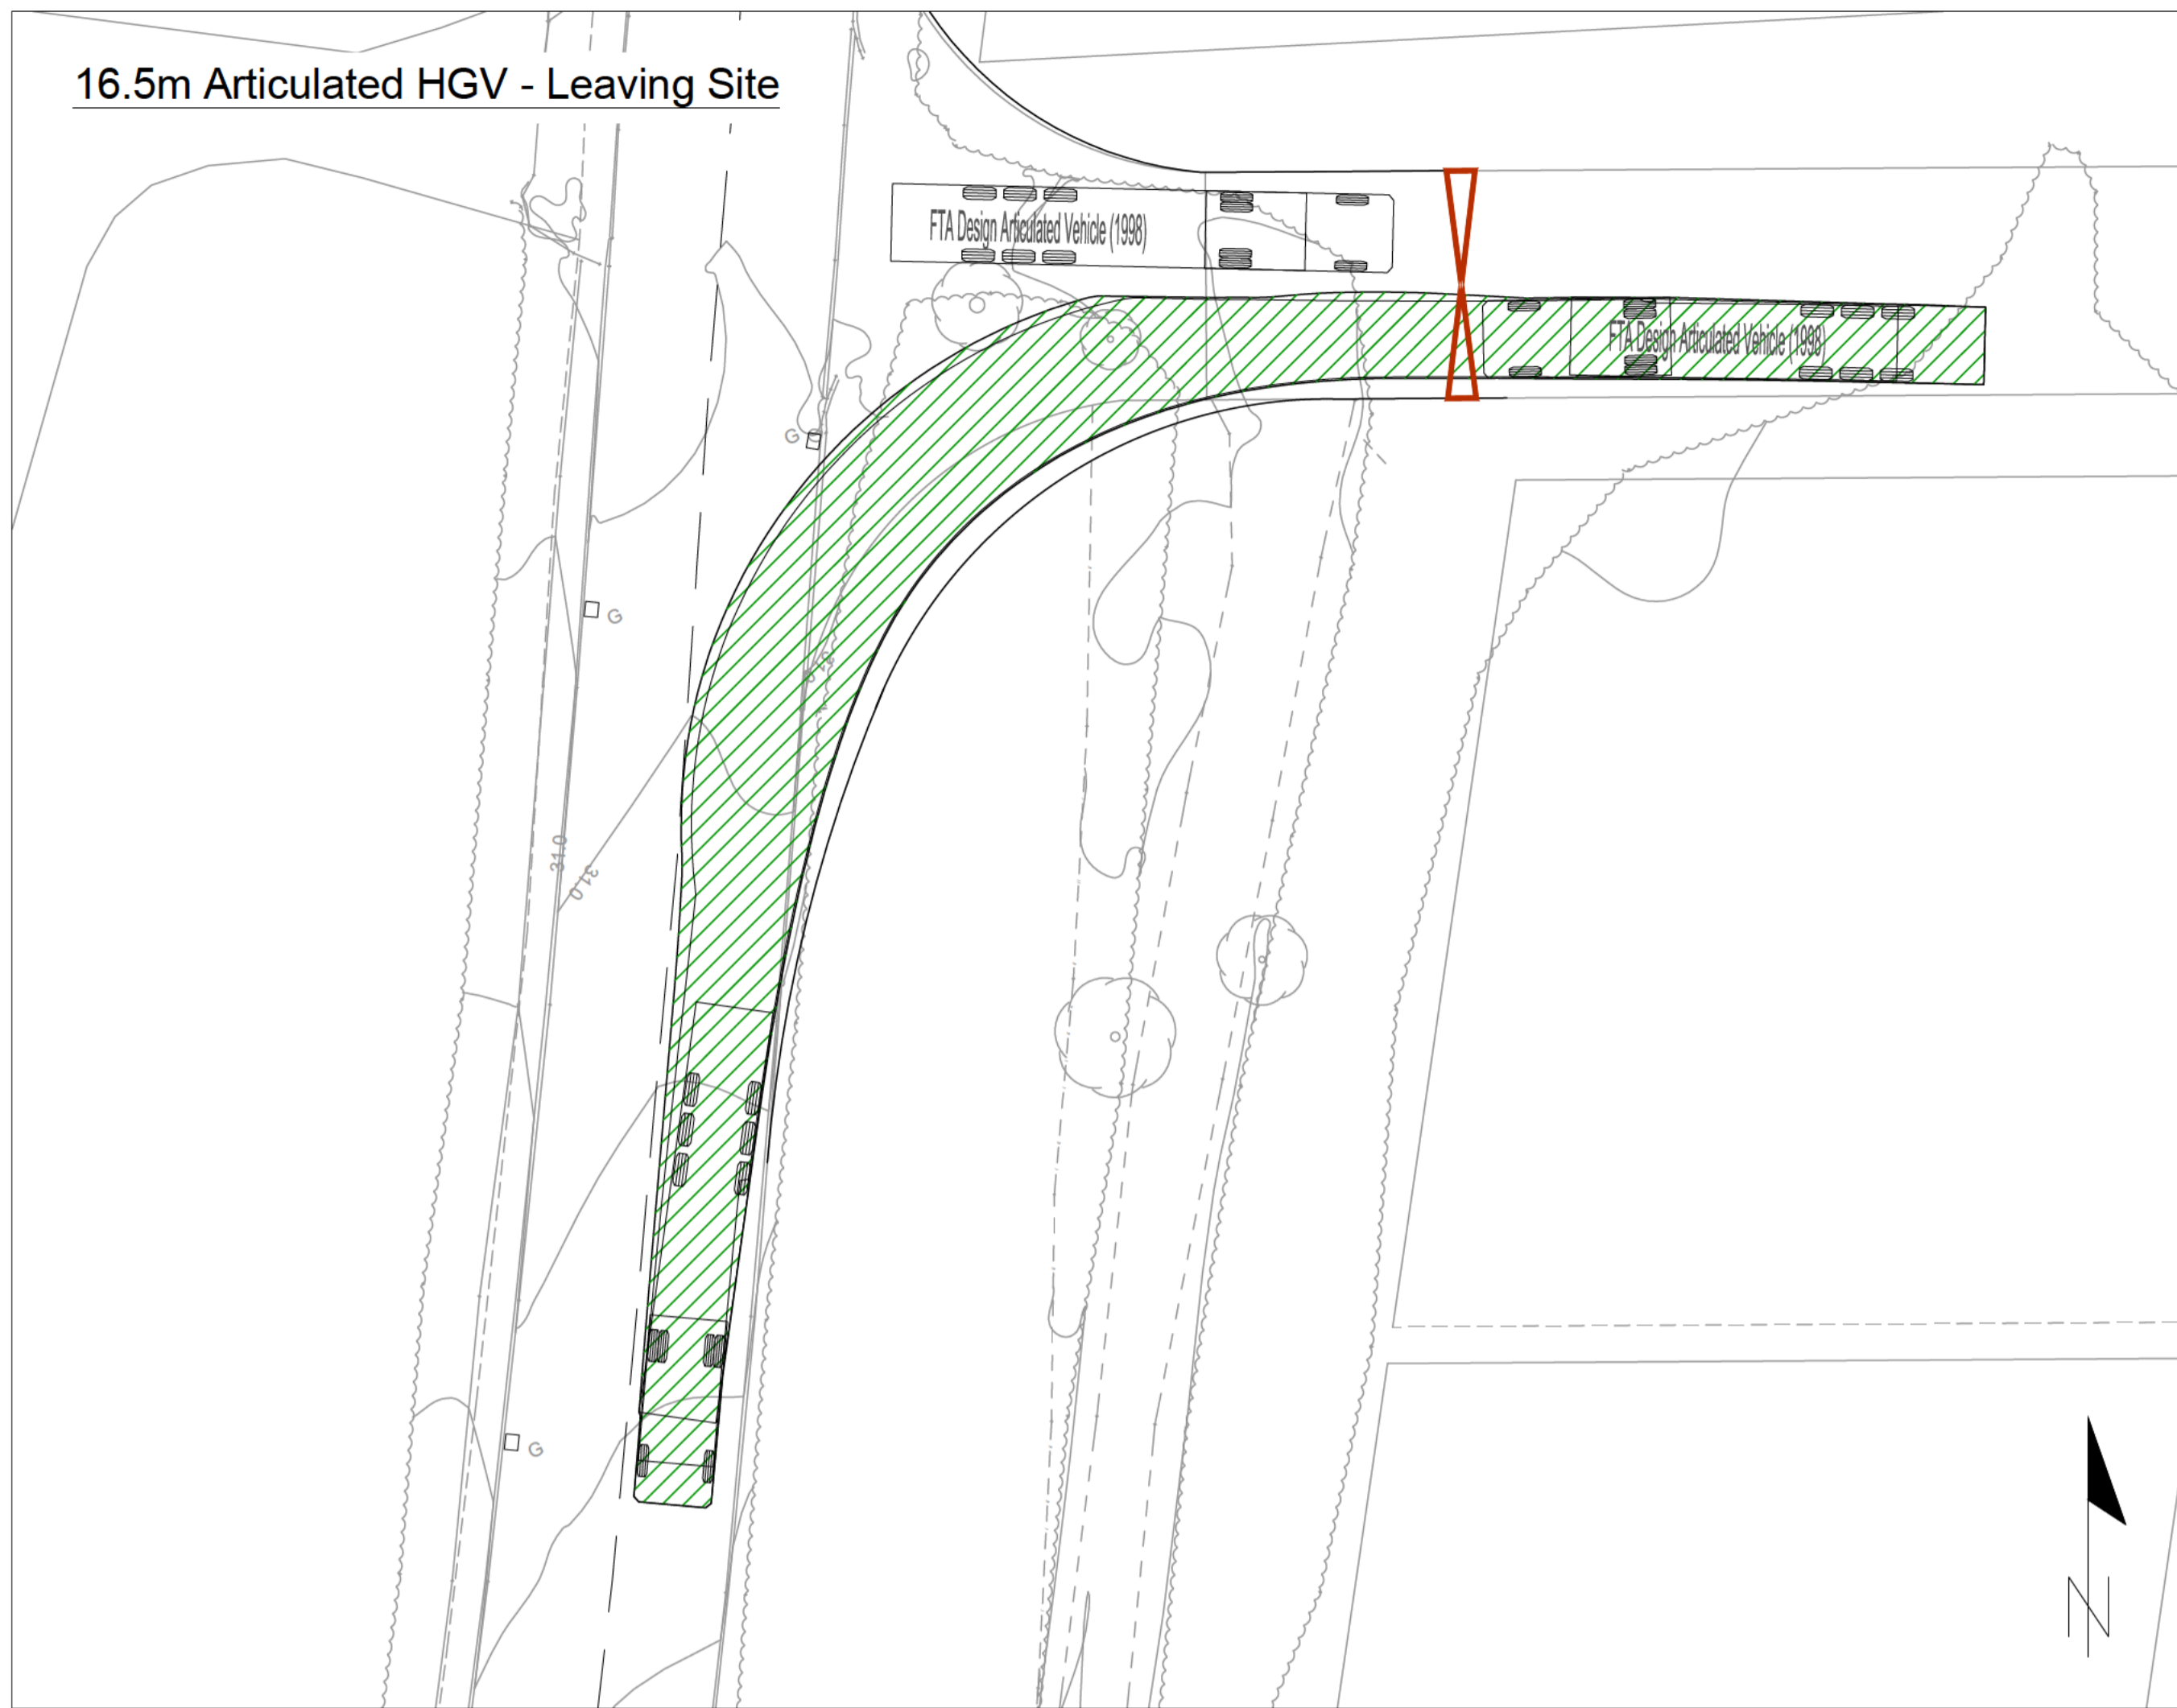 16.5m Articulated HGV - Leaving Site
FTA Design Articulated Vehicle (1998)
FTA Design Articulated Vehicle (1998)
G
G
31.0
31.0
G
N